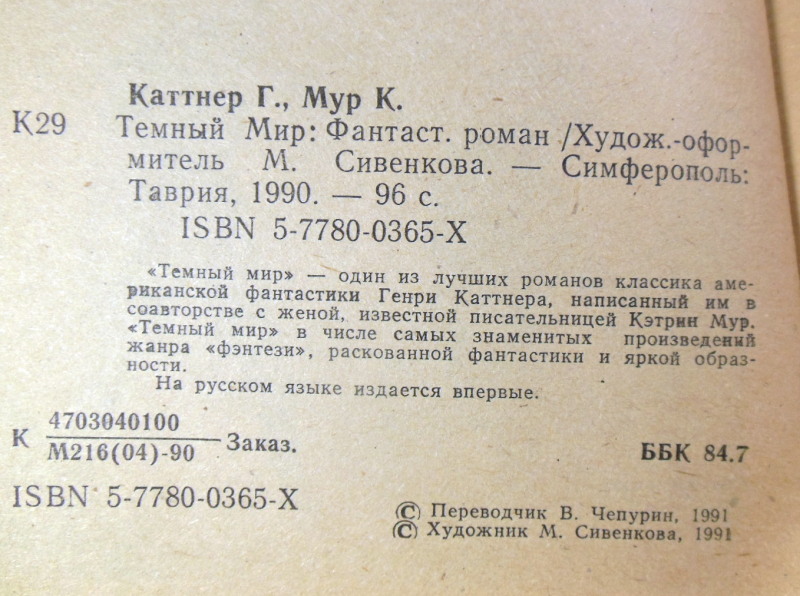 Каттнер Г., Мур К.
К29
Темный Мир: Фантаст. роман /Худож.-офор-
митель М. Сивенкова. — Симферополь:
Таврия, 1990. — 96 с.
ISBN 5-7780-0365-X
«Темный мир» — один из лучших романов классика аме-
риканской фантастики Генри Каттнера, написанный им в
соавторстве с женой, известной писательницей Кэтрин Мур.
«Темный мир» в числе самых знаменитых произведений
жанра «фэнтези», раскованной фантастики и яркой образ-
ности.
На русском языке издается впервые.
К 4703040100
М216(04)-90 Заказ.
ББК 84.7
ISBN 5-7780-0365-X
© Переводчик В. Чепурин, 1991
© Художник М. Сивенкова, 1991